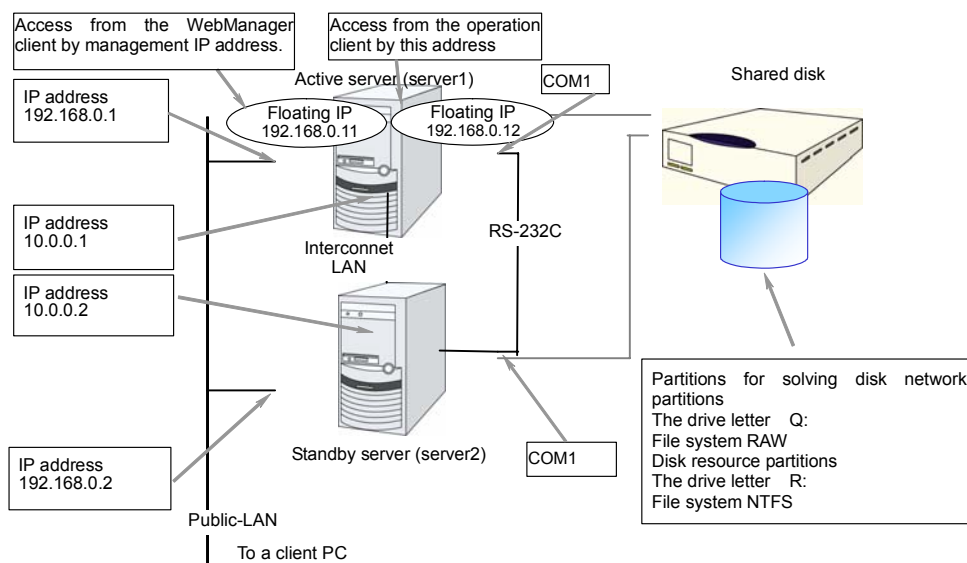 Access from the WebManager
client by management IP address.
Access from the operation
client by this address
Active server (server1)
COM1
Shared disk
IP address
192.168.0.1
Floating IP
192.168.0.11
Floating IP
192.168.0.12
IP address
10.0.0.1
RS-232C
Interconnet
LAN
IP address
10.0.0.2
Partitions for solving disk network
partitions
The drive letter Q:
File system RAW
Disk resource partitions
The drive letter R:
File system NTFS
Standby server (server2)
COM1
IP address
192.168.0.2
Public-LAN
To a client PC